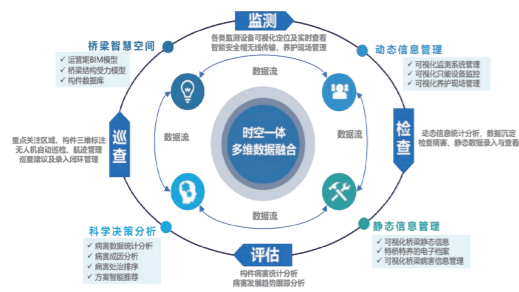 监测
各类监测设备可视化定位及实时查看
智能安全帽无线传输，养护现场管理
桥梁智慧空间
✓ 运营期BIM模型
✓ 桥梁结构受力模型
✓ 构件数据库
动态信息管理
✓ 可视化监测系统管理
✓ 可视化只能设备监控
✓ 可视化养护现场管理
数据流
数据流
数据流
数据流
时空一体
多维数据融合
巡查
重点关注区域、构件三维标注
无人机自动巡检、航迹管理
巡查建议及录入闭环管理
检查
动态信息统计分析，数据沉淀
检查病害、静态数据录入与查看
科学决策分析
✓ 病害数据统计分析
✓ 病害成因分析
✓ 病害处治排序
✓ 方案智能推荐
静态信息管理
✓ 可视化桥梁静态信息
✓ 特桥特养的电子档案
✓ 可视化桥梁病害信息管理
评估
构件病害统计分析
病害发展趋势跟踪分析